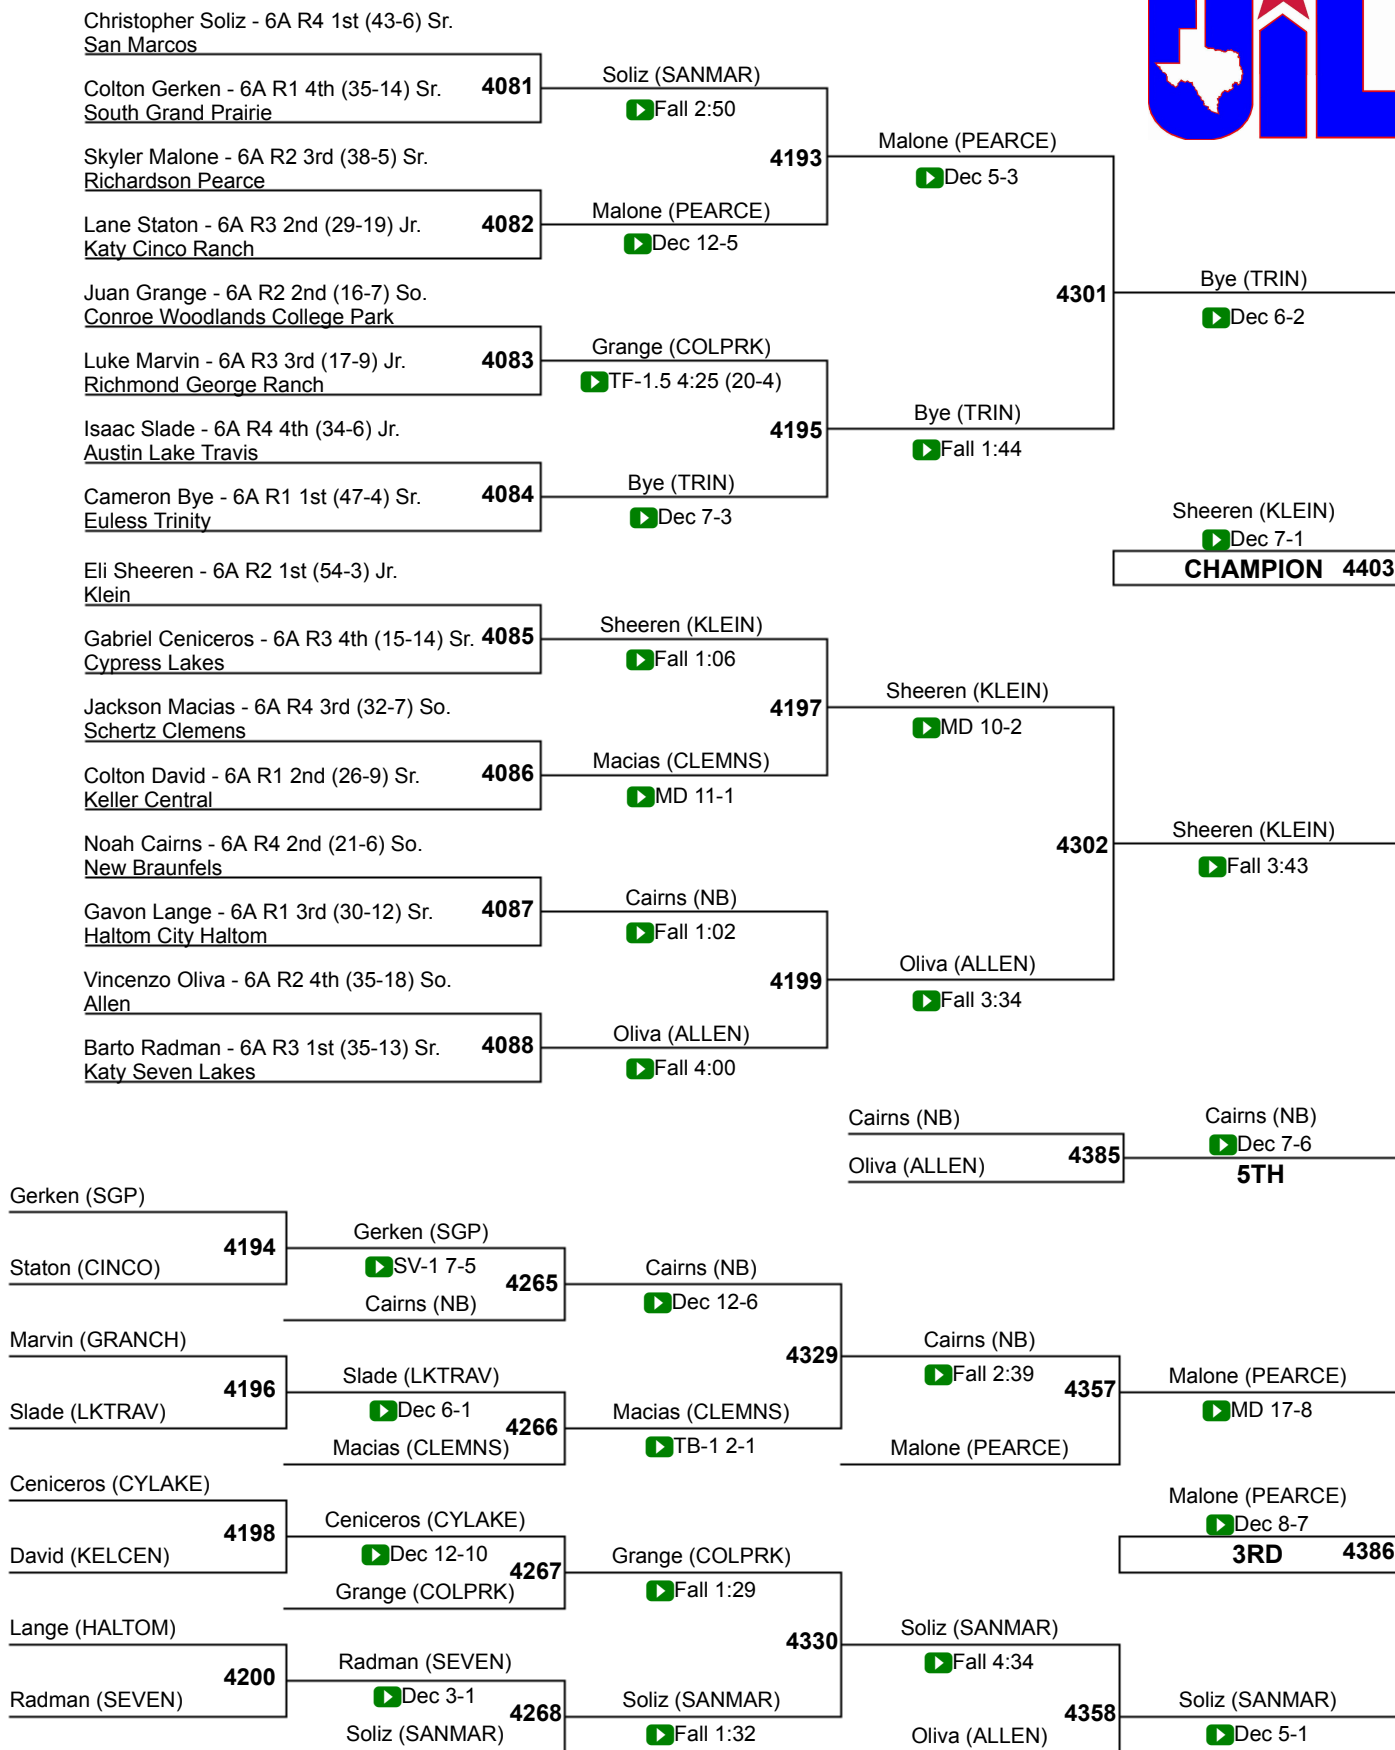 UIL
Christopher Soliz - 6A R4 1st (43-6) Sr.
San Marcos
4081
Colton Gerken - 6A R1 4th (35-14) Sr.
South Grand Prairie
Soliz (SANMAR)
Fall 2:50
4193
Skyler Malone - 6A R2 3rd (38-5) Sr.
Richardson Pearce
4082
Lane Staton - 6A R3 2nd (29-19) Jr.
Katy Cinco Ranch
Malone (PEARCE)
Dec 12-5
Malone (PEARCE)
Dec 5-3
4301
Juan Grange - 6A R2 2nd (16-7) So.
Conroe Woodlands College Park
4083
Luke Marvin - 6A R3 3rd (17-9) Jr.
Richmond George Ranch
Grange (COLPRK)
TF-1.5 4:25 (20-4)
4195
Isaac Slade - 6A R4 4th (34-6) Jr.
Austin Lake Travis
4084
Cameron Bye - 6A R1 1st (47-4) Sr.
Euless Trinity
Bye (TRIN)
Dec 7-3
Bye (TRIN)
Fall 1:44
Bye (TRIN)
Dec 6-2
Sheeren (KLEIN)
Dec 7-1
CHAMPION 4403
Eli Sheeren - 6A R2 1st (54-3) Jr.
Klein
4085
Gabriel Ceniceros - 6A R3 4th (15-14) Sr.
Cypress Lakes
Sheeren (KLEIN)
Fall 1:06
4197
Jackson Macias - 6A R4 3rd (32-7) So.
Schertz Clemens
4086
Colton David - 6A R1 2nd (26-9) Sr.
Keller Central
Macias (CLEMNS)
MD 11-1
Sheeren (KLEIN)
MD 10-2
4302
Noah Cairns - 6A R4 2nd (21-6) So.
New Braunfels
4087
Gavon Lange - 6A R1 3rd (30-12) Sr.
Haltom City Haltom
Cairns (NB)
Fall 1:02
4199
Vincenzo Oliva - 6A R2 4th (35-18) So.
Allen
4088
Barto Radman - 6A R3 1st (35-13) Sr.
Katy Seven Lakes
Oliva (ALLEN)
Fall 4:00
Oliva (ALLEN)
Fall 3:34
Sheeren (KLEIN)
Fall 3:43
Cairns (NB)
4385
Oliva (ALLEN)
Cairns (NB)
Dec 7-6
5TH
Gerken (SGP)
4194
Staton (CINCO)
Gerken (SGP)
SV-1 7-5
4265
Cairns (NB)
Cairns (NB)
Dec 12-6
4329
Marvin (GRANCH)
4196
Slade (LKTRAV)
Slade (LKTRAV)
Dec 6-1
4266
Macias (CLEMNS)
Macias (CLEMNS)
TB-1 2-1
Cairns (NB)
Fall 2:39
4357
Malone (PEARCE)
Malone (PEARCE)
MD 17-8
Malone (PEARCE)
Dec 8-7
3RD 4386
Ceniceros (CYLAKE)
4198
David (KELCEN)
Ceniceros (CYLAKE)
Dec 12-10
4267
Grange (COLPRK)
Grange (COLPRK)
Fall 1:29
4330
Lange (HALTOM)
4200
Radman (SEVEN)
Radman (SEVEN)
Dec 3-1
4268
Soliz (SANMAR)
Soliz (SANMAR)
Fall 1:32
Soliz (SANMAR)
Fall 4:34
4358
Oliva (ALLEN)
Soliz (SANMAR)
Dec 5-1